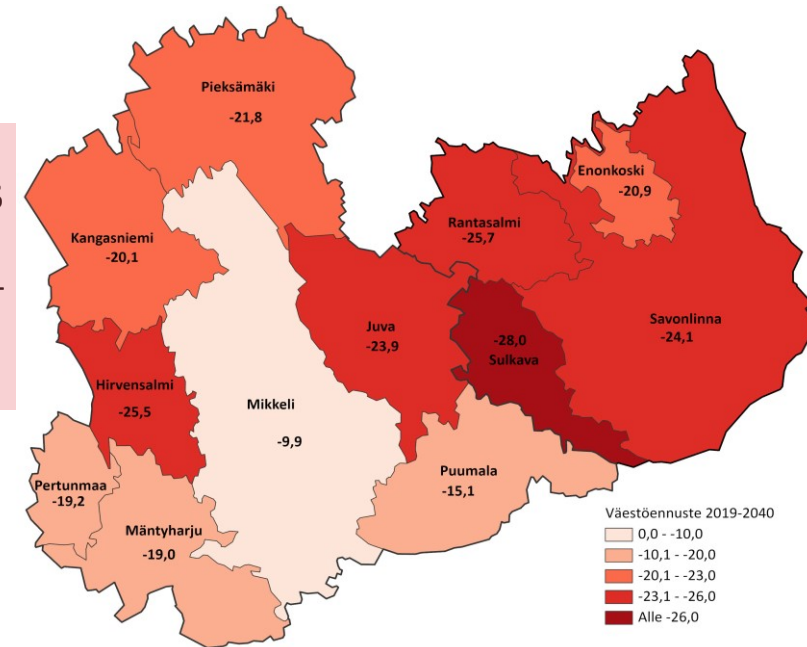 Pieksämäki
-21,8
Enonkoski
-20,9
Rantasalmi
-25,7
Kangasniemi
-20,1
Savonlinna
-24,1
Juva
-23,9
-28,0
Sulkava
Hirvensalmi
-25,5
Mikkeli
-9,9
Puumala
-15,1
Pertunmaa
-19,2
Mäntyharju
-19,0
Väestöennuste 2019-2040
0,0 - -10,0
-10,1 - -20,0
-20,1 - -23,0
-23,1 - -26,0
Alle -26,0